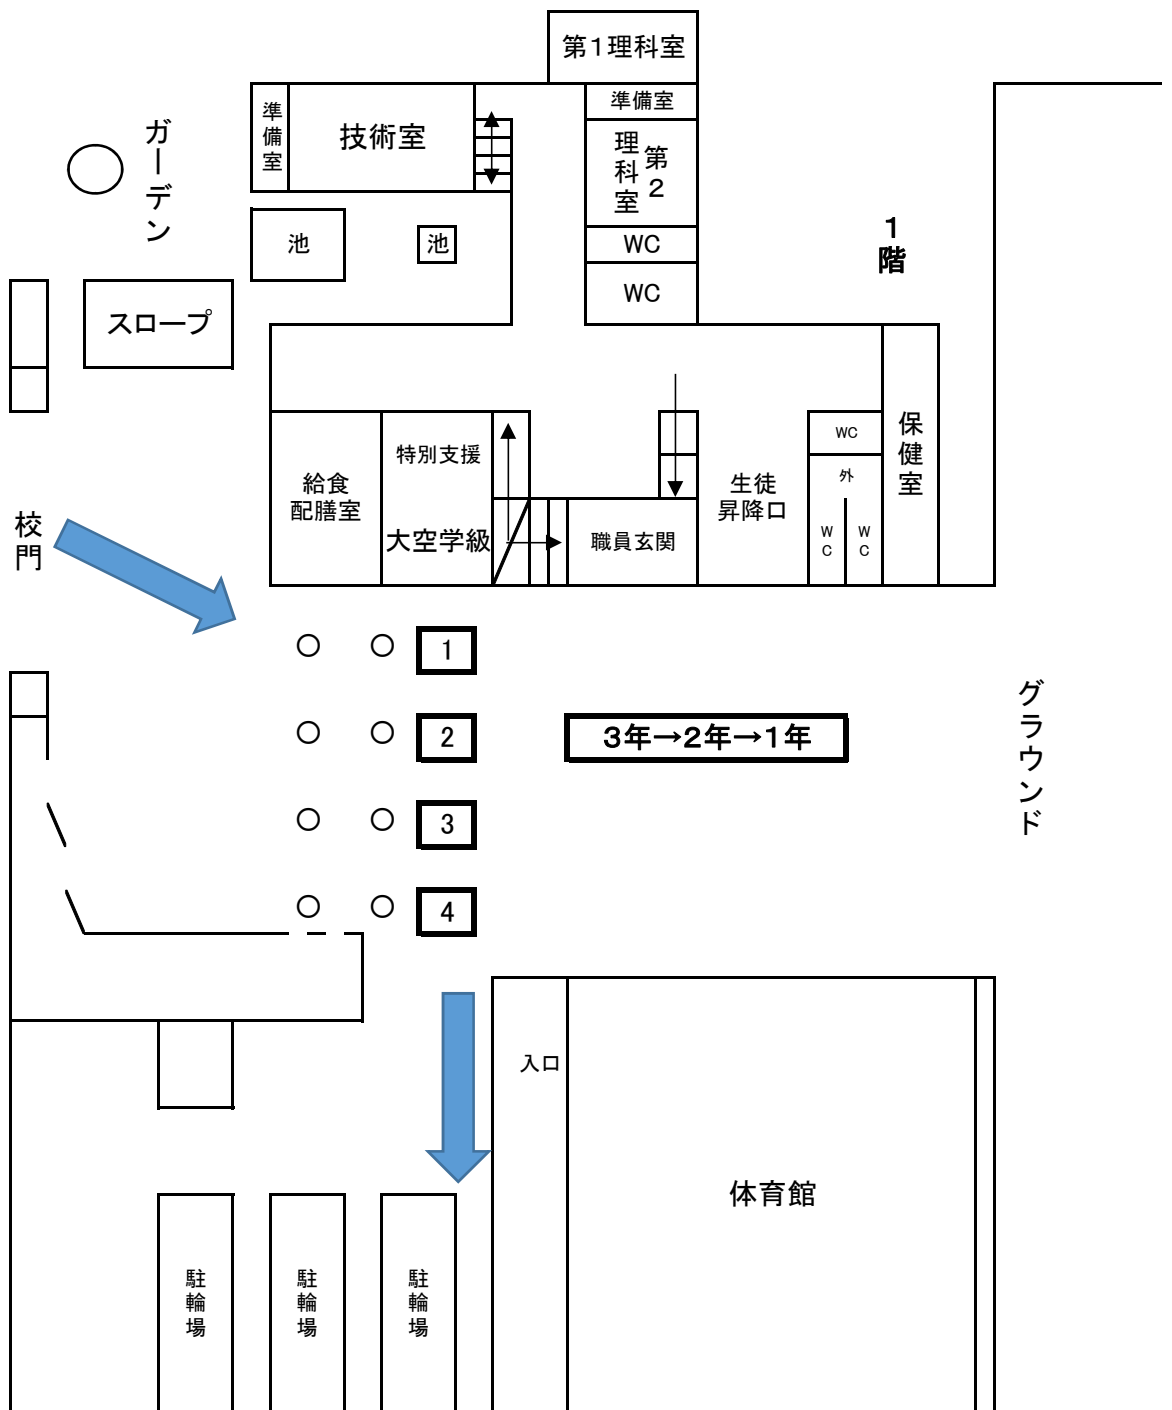 第1理科室
準備室
技術室
準備室
第2
理科室
ガーデン
池
池
WC
WC
1階
スロープ
給食
配膳室
特別支援
大空学級
職員玄関
生徒
昇降口
WC
外
WC
WC
保健室
校門
○ ○ 1
○ ○ 2
3年→2年→1年
○ ○ 3
○ ○ 4
グラウンド
入口
体育館
駐輪場
駐輪場
駐輪場